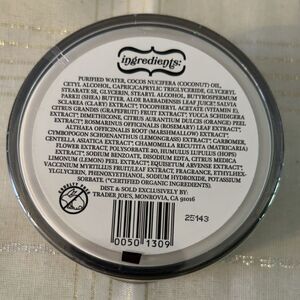 ingredients:
PURIFIED WATER, COCOS NUCIFERA (COCONUT) OIL,
CETYL ALCOHOL, CAPRIC/CAPRYLIC TRIGLYCERIDE, GLYCERYL
STEARATE SE, GLYCERIN, STEARYL ALCOHOL, BUTYROSPERMUM
PARKII (SHEA) BUTTER, ALOE BARBADENSIS LEAF JUICE*, SALVIA
SCLAREA (CLARY) EXTRACT*, TOCOPHERYL ACETATE (VITAMIN E),
CITRUS GRANDIS (GRAPEFRUIT) FRUIT EXTRACT*, YUCCA SCHIDIGERA
EXTRACT*, DIMETHICONE, CITRUS AURANTIUM DULCIS (ORANGE) PEEL
EXTRACT*, ROSMARINUS OFFICINALIS (ROSEMARY) LEAF EXTRACT*,
ALTHAEA OFFICINALIS ROOT (MARSHMALLOW) EXTRACT*,
CYMBOPOGON SCHOENANTHUS (LEMONGRASS) EXTRACT*, CARBOMER,
CENTELLA ASIATICA EXTRACT*, CHAMOMILLA RECUTITA (MATRICARIA)
FLOWER EXTRACT*, POLYSORBATE 20, HUMULUS LUPULUS (HOPS)
EXTRACT*, SODIUM BENZOATE, DISODIUM EDTA, CITRUS MEDICA
LIMONUM (LEMON) PEEL EXTRACT*, EQUISETUM ARVENSE EXTRACT*,
VACCINIUM MYRTILLUS FRUIT/LEAF EXTRACT, FRAGRANCE, ETHYLHEX-
YLGLYCERIN, PHENOXYETHANOL, SODIUM HYDROXIDE, POTASSIUM
SORBATE. (*CERTIFIED ORGANIC INGREDIENTS).
CRUELTY FREE
DIST & SOLD EXCLUSIVELY BY:
TRADER JOE'S, MONROVIA, CA 91016
25143
0050 1309